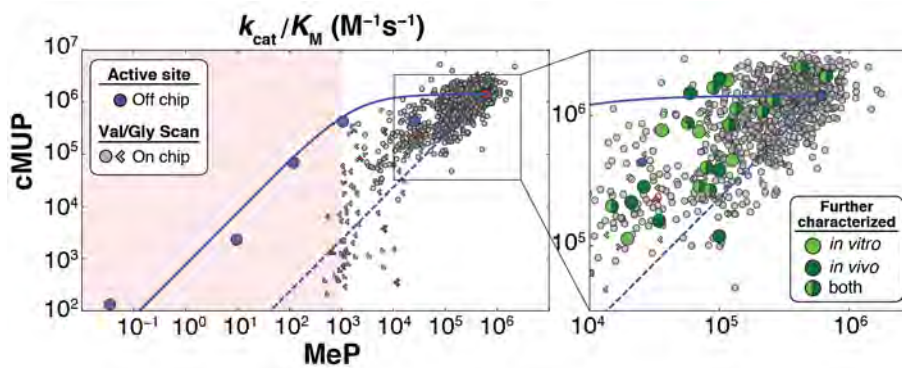 k_cat/K_M (M⁻¹s⁻¹)
cMUP
10⁷
10⁶
10⁵
10⁴
10³
10²
Active site
Off chip
Val/Gly Scan
On chip
10⁻¹ 10⁰ 10¹ 10² 10³ 10⁴ 10⁵ 10⁶
MeP
10⁶
10⁵
Further
characterized
in vitro
in vivo
both
10⁴ 10⁵ 10⁶